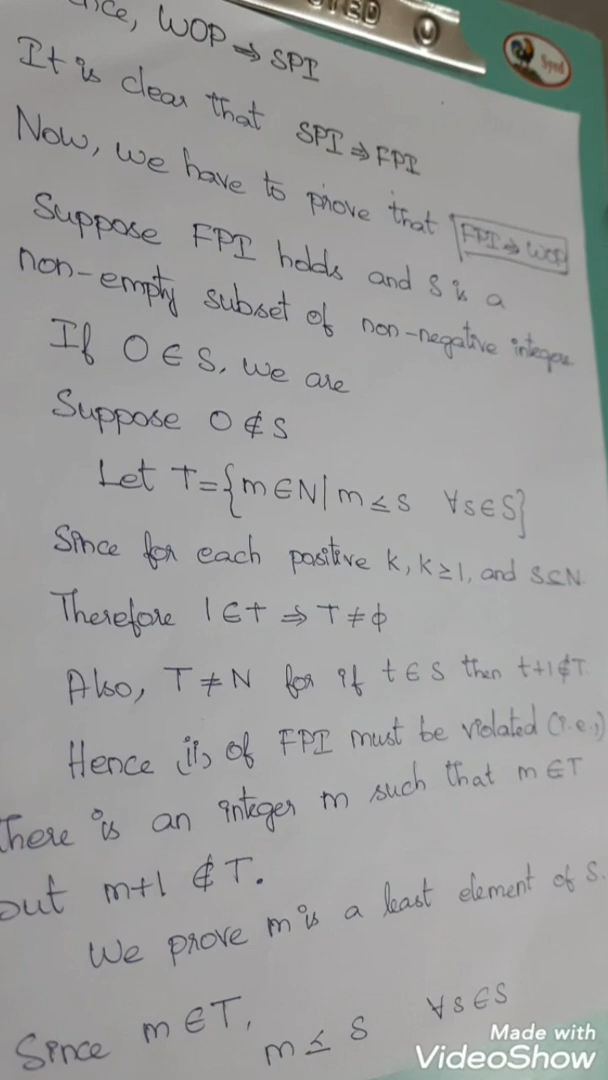 WOP ⇒ SPI
It is clear that SPI ⇒ FPI
Now, we have to prove that FPI ⇒ WOP
Suppose FPI holds and S is a
non-empty subset of non-negative integers
If 0 ∈ S, we are
Suppose 0 ∉ S
Let T = {m ∈ N | m ≤ s ∀s ∈ S}
Since for each positive k, k ≥ 1, and S ⊆ N
Therefore 1 ∈ T ⇒ T ≠ ϕ
Also, T ≠ N for if t ∈ S then t+1 ∉ T
Hence (ii) of FPI must be violated (i.e.,)
There is an integer m such that m ∈ T
but m+1 ∉ T.
We prove m is a least element of S.
Since m ∈ T,
m ≤ s ∀s ∈ S
Syed
Made with
VideoShow